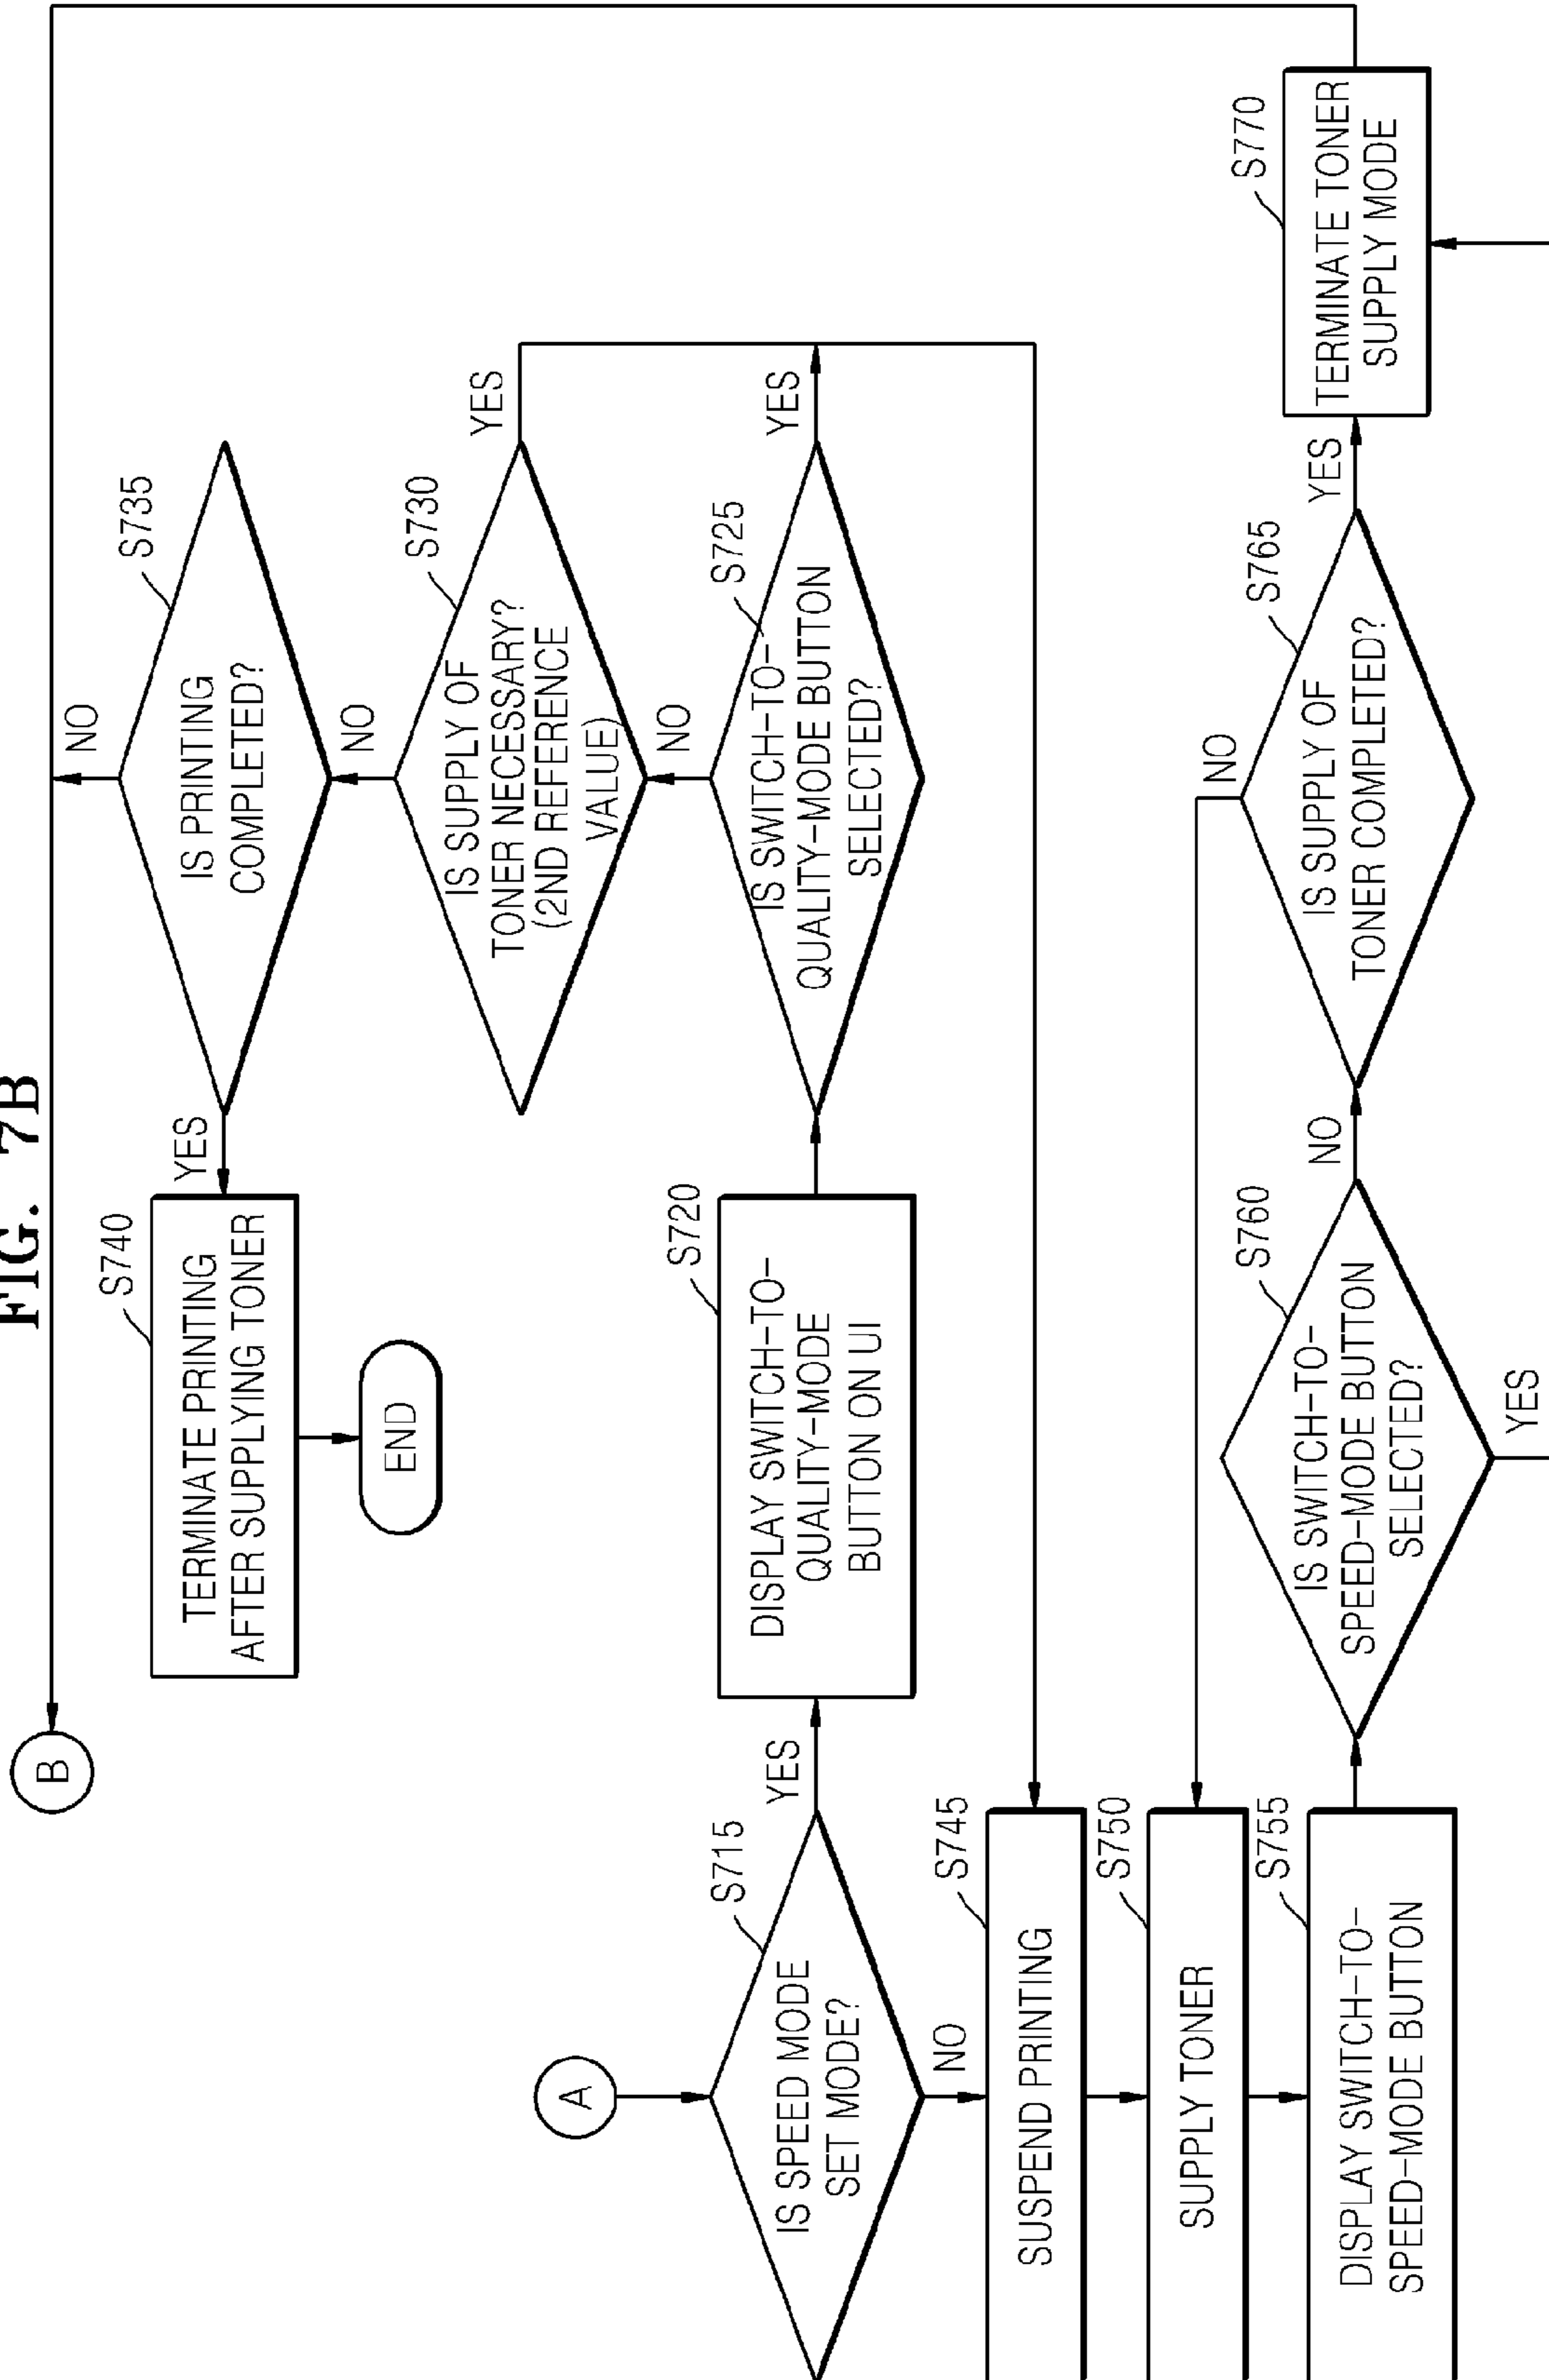 FIG. 7B
B
A
IS SPEED MODE
SET MODE?
S715
YES
NO
DISPLAY SWITCH-TO-
QUALITY-MODE
BUTTON ON UI
S720
IS SWITCH-TO-
QUALITY-MODE BUTTON
SELECTED?
S725
YES
NO
IS SUPPLY OF
TONER NECESSARY?
(2ND REFERENCE
VALUE)
S730
YES
NO
IS PRINTING
COMPLETED?
S735
NO
YES
TERMINATE PRINTING
AFTER SUPPLYING TONER
S740
END
SUSPEND PRINTING
S745
SUPPLY TONER
S750
DISPLAY SWITCH-TO-
SPEED-MODE BUTTON
S755
IS SWITCH-TO-
SPEED-MODE BUTTON
SELECTED?
S760
NO
YES
IS SUPPLY OF
TONER COMPLETED?
S765
NO
YES
TERMINATE TONER
SUPPLY MODE
S770